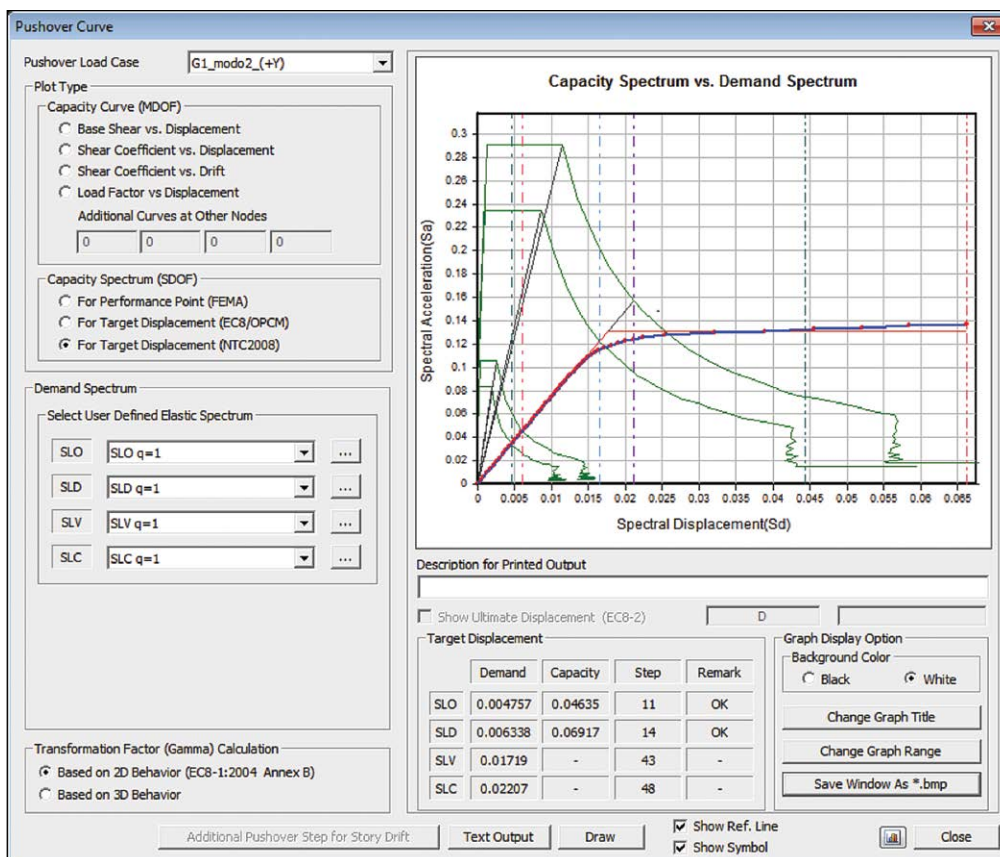 Pushover Curve
Pushover Load Case
G1_modo2_(+Y)
Plot Type
Capacity Curve (MDOF)
Base Shear vs. Displacement
Shear Coefficient vs. Displacement
Shear Coefficient vs. Drift
Load Factor vs Displacement
Additional Curves at Other Nodes
0 0 0 0
Capacity Spectrum (SDOF)
For Performance Point (FEMA)
For Target Displacement (EC8/OPCM)
For Target Displacement (NTC2008)
Demand Spectrum
Select User Defined Elastic Spectrum
SLO SLO q=1 ...
SLD SLD q=1 ...
SLV SLV q=1 ...
SLC SLC q=1 ...
Transformation Factor (Gamma) Calculation
Based on 2D Behavior (EC8-1:2004 Annex B)
Based on 3D Behavior
Capacity Spectrum vs. Demand Spectrum
Spectral Acceleration(Sa)
0.3
0.28
0.26
0.24
0.22
0.2
0.18
0.16
0.14
0.12
0.1
0.08
0.06
0.04
0.02
0
0 0.005 0.01 0.015 0.02 0.025 0.03 0.035 0.04 0.045 0.05 0.055 0.06 0.065
Spectral Displacement(Sd)
Description for Printed Output
Show Ultimate Displacement (EC8-2)
D
Target Displacement
Demand Capacity Step Remark
SLO 0.004757 0.04635 11 OK
SLD 0.006338 0.06917 14 OK
SLV 0.01719 - 43 -
SLC 0.02207 - 48 -
Graph Display Option
Background Color
Black White
Change Graph Title
Change Graph Range
Save Window As *.bmp
Additional Pushover Step for Story Drift
Text Output
Draw
Show Ref. Line
Show Symbol
Close